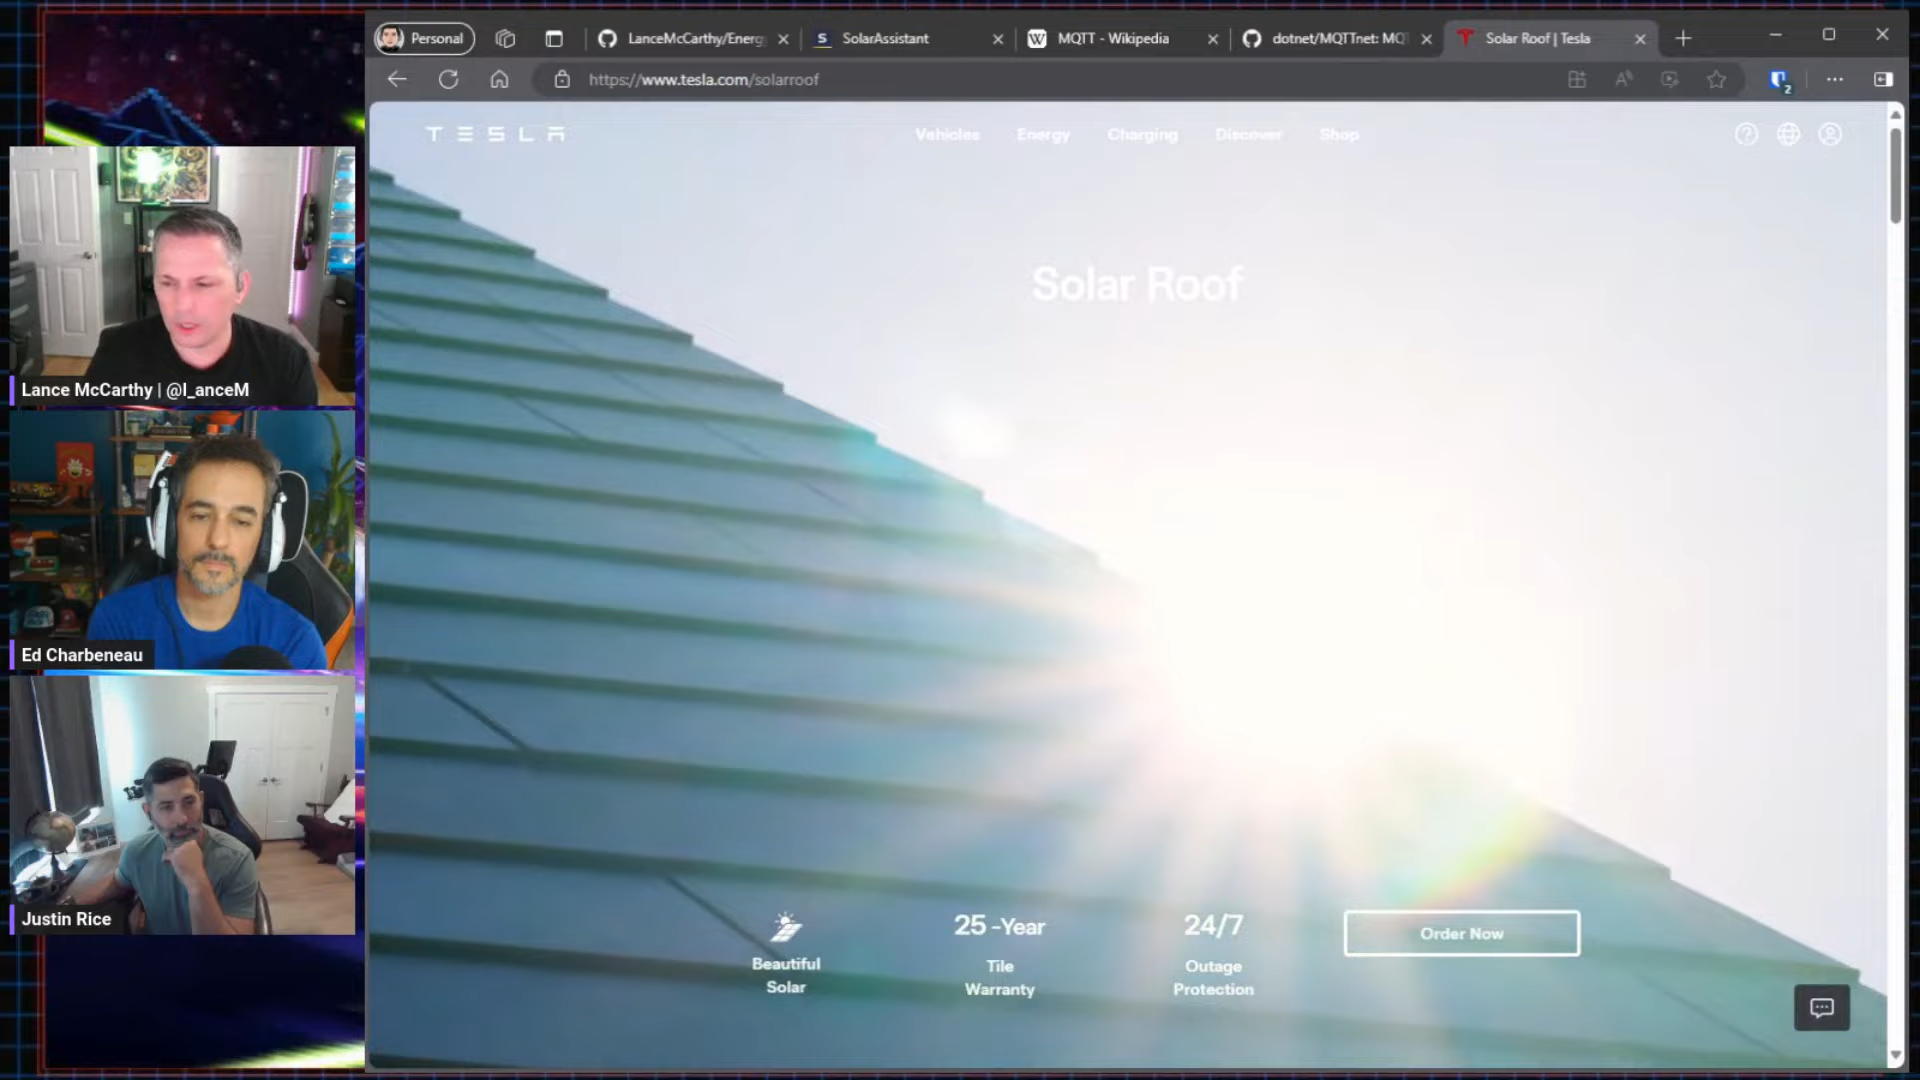 Personal
LanceMcCarthy/Energ
SolarAssistant
MQTT - Wikipedia
dotnet/MQTTnet: MQ
Solar Roof | Tesla
https://www.tesla.com/solarroof
2
TESLA
Vehicles
Energy
Charging
Discover
Shop
Solar Roof
Lance McCarthy | @l_anceM
Ed Charbeneau
Justin Rice
Beautiful
Solar
25 -Year
Tile
Warranty
24/7
Outage
Protection
Order Now